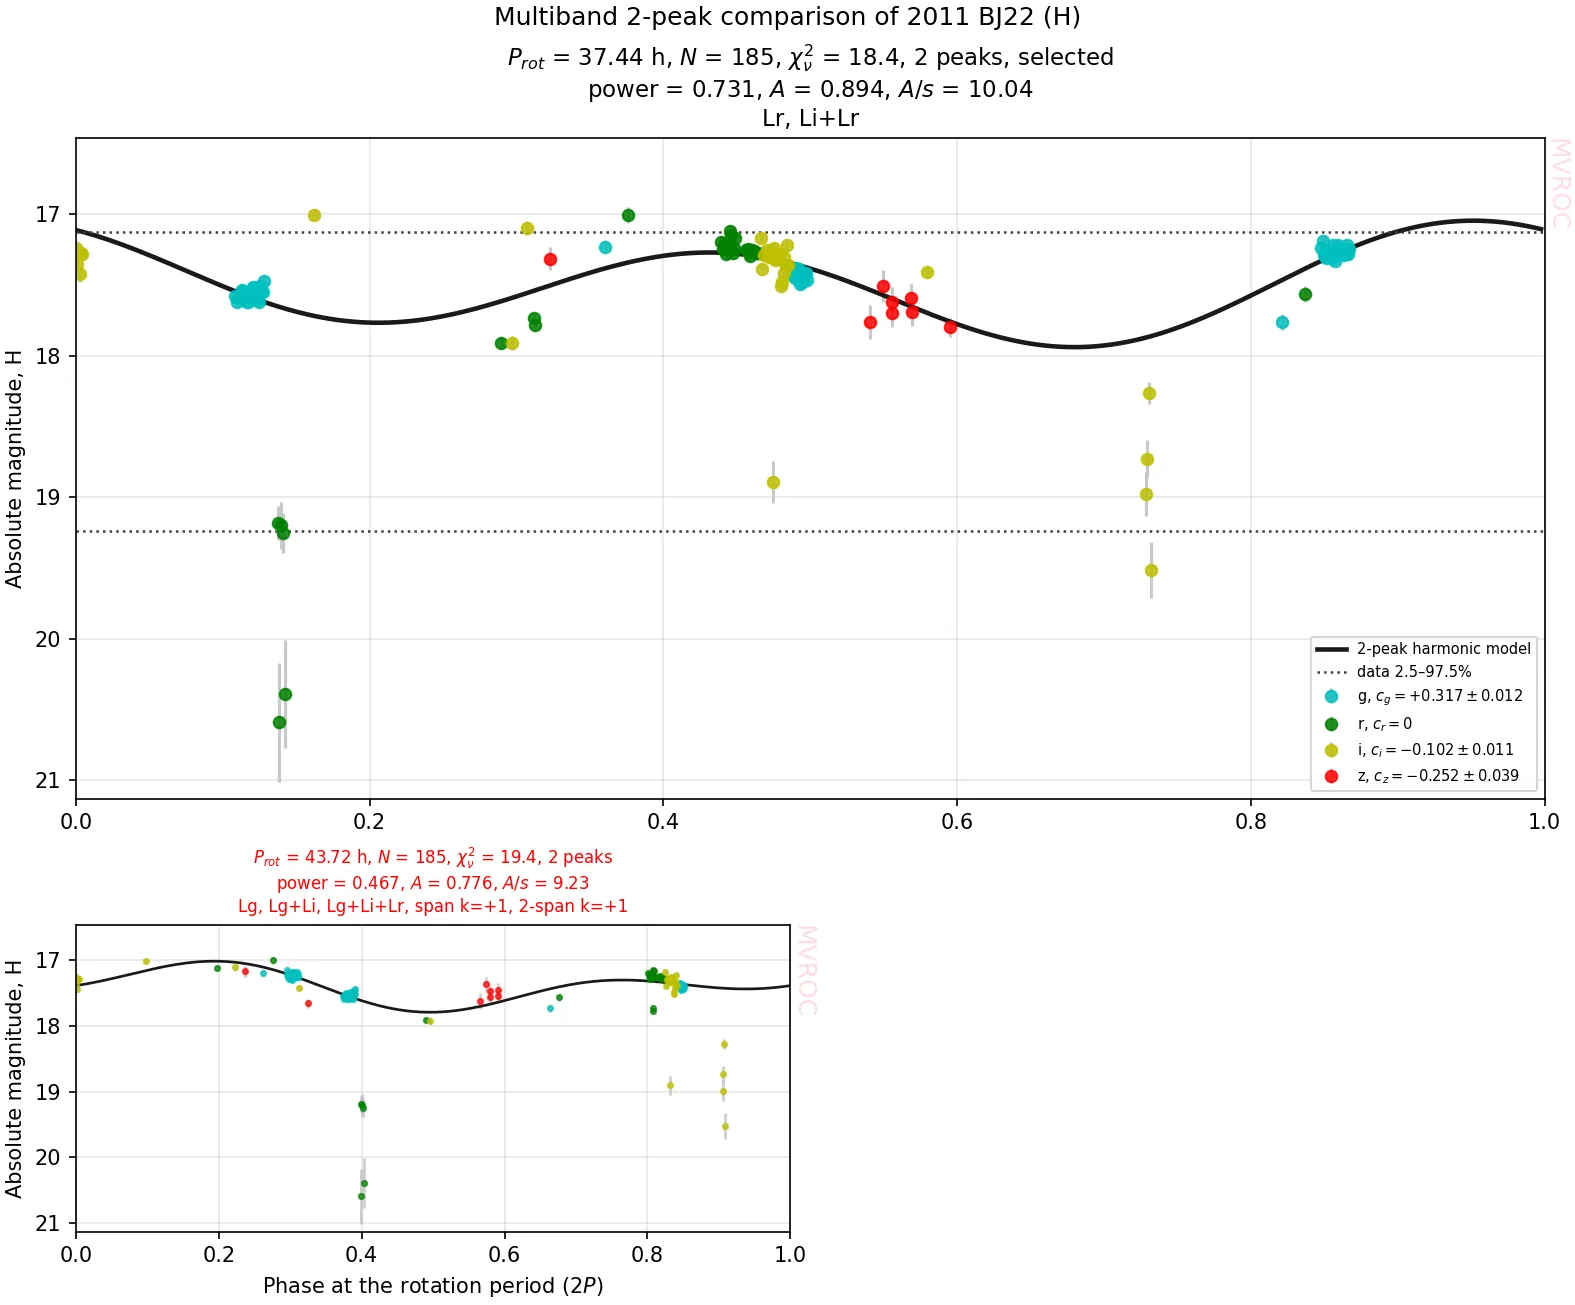 Multiband 2-peak comparison of 2011 BJ22 (H)
P_rot = 37.44 h, N = 185, χ²_ν = 18.4, 2 peaks, selected
power = 0.731, A = 0.894, A/s = 10.04
Lr, Li+Lr
MVROC
Absolute magnitude, H
17
18
19
20
21
2-peak harmonic model
data 2.5–97.5%
g, c_g = +0.317 ± 0.012
r, c_r = 0
i, c_i = −0.102 ± 0.011
z, c_z = −0.252 ± 0.039
0.0 0.2 0.4 0.6 0.8 1.0
P_rot = 43.72 h, N = 185, χ²_ν = 19.4, 2 peaks
power = 0.467, A = 0.776, A/s = 9.23
Lg, Lg+Li, Lg+Li+Lr, span k=+1, 2-span k=+1
MVROC
Absolute magnitude, H
17
18
19
20
21
0.0 0.2 0.4 0.6 0.8 1.0
Phase at the rotation period (2P)